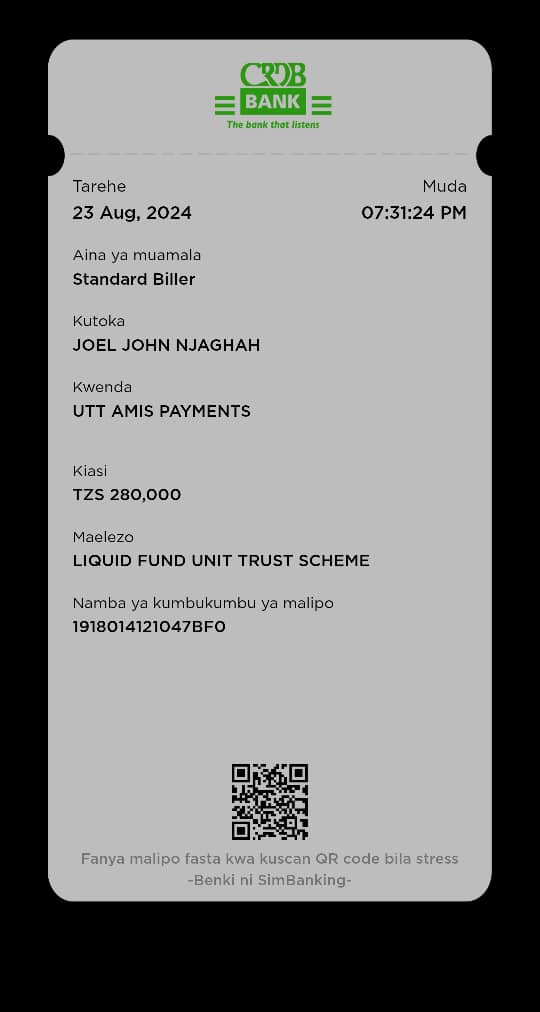 CRDB
BANK
The bank that listens
Tarehe Muda
23 Aug, 2024 07:31:24 PM
Aina ya muamala
Standard Biller
Kutoka
JOEL JOHN NJAGHAH
Kwenda
UTT AMIS PAYMENTS
Kiasi
TZS 280,000
Maelezo
LIQUID FUND UNIT TRUST SCHEME
Namba ya kumbukumbu ya malipo
1918014121047BF0
Fanya malipo fasta kwa kuscan QR code bila stress
-Benki ni SimBanking-